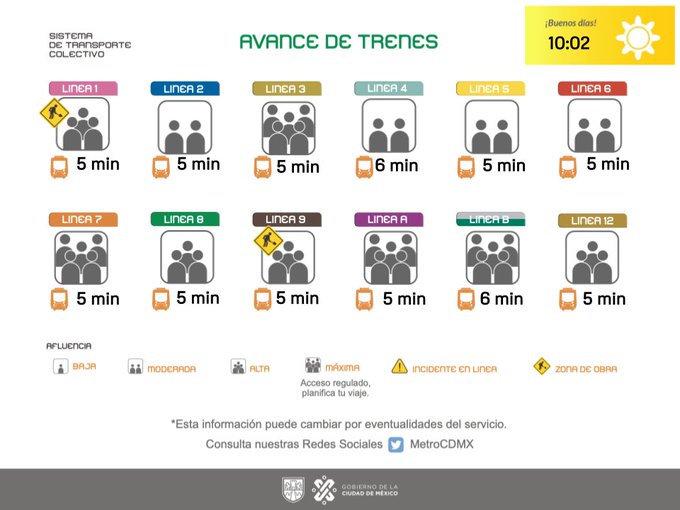 SISTEMA
DE TRANSPORTE
COLECTIVO
AVANCE DE TRENES
¡Buenos días!
10:02
LINEA 1
LINEA 2
LINEA 3
LINEA 4
LINEA 5
LINEA 6
5 min
5 min
5 min
6 min
5 min
5 min
LINEA 7
LINEA 8
LINEA 9
LINEA A
LINEA B
LINEA 12
5 min
5 min
5 min
5 min
6 min
5 min
AFLUENCIA
BAJA
MODERADA
ALTA
MÁXIMA
Acceso regulado,
planifica tu viaje.
INCIDENTE EN LINEA
ZONA DE OBRA
*Esta información puede cambiar por eventualidades del servicio.
Consulta nuestras Redes Sociales MetroCDMX
GOBIERNO DE LA
CIUDAD DE MÉXICO